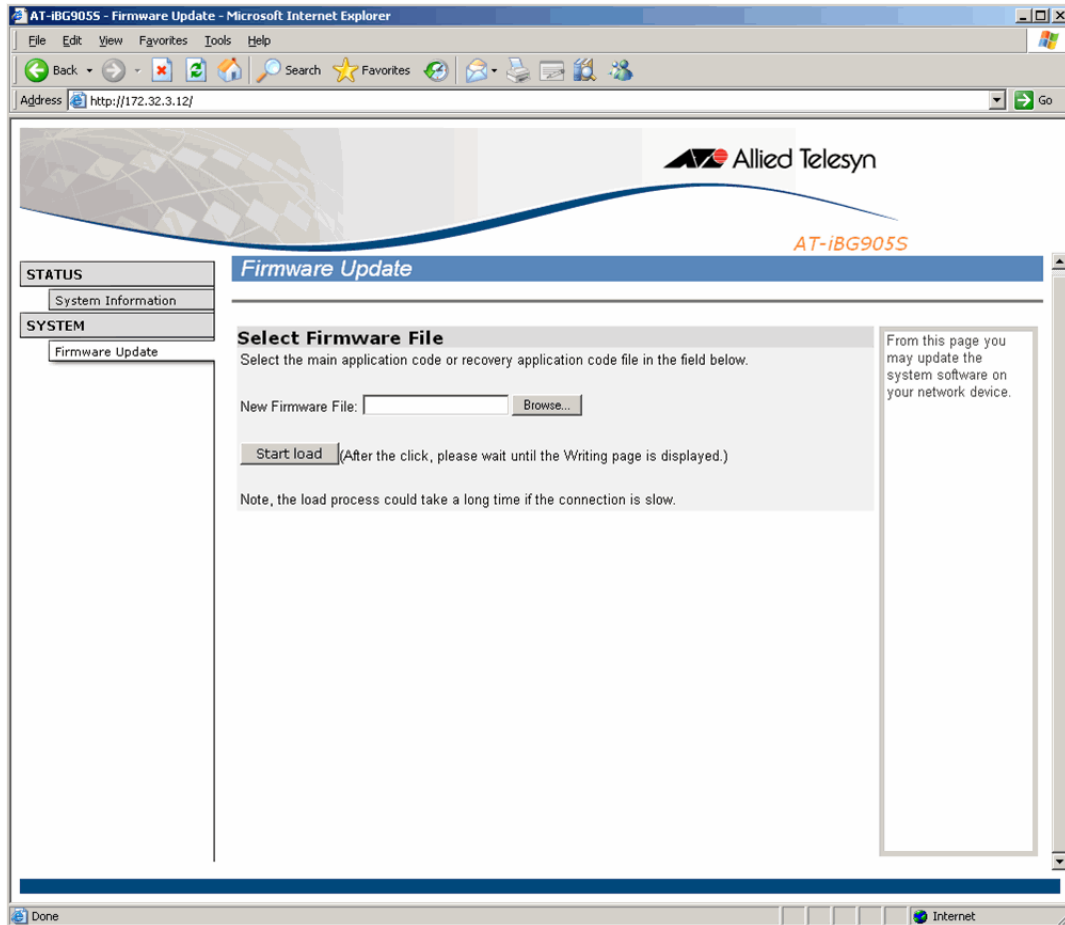 AT-iBG905S - Firmware Update - Microsoft Internet Explorer
File Edit View Favorites Tools Help
Back Search Favorites
Address http://172.32.3.12/ Go
Allied Telesyn
AT-iBG905S
STATUS
System Information
SYSTEM
Firmware Update
Firmware Update
Select Firmware File
Select the main application code or recovery application code file in the field below.
New Firmware File: Browse...
Start load (After the click, please wait until the Writing page is displayed.)
Note, the load process could take a long time if the connection is slow.
From this page you
may update the
system software on
your network device.
Done Internet